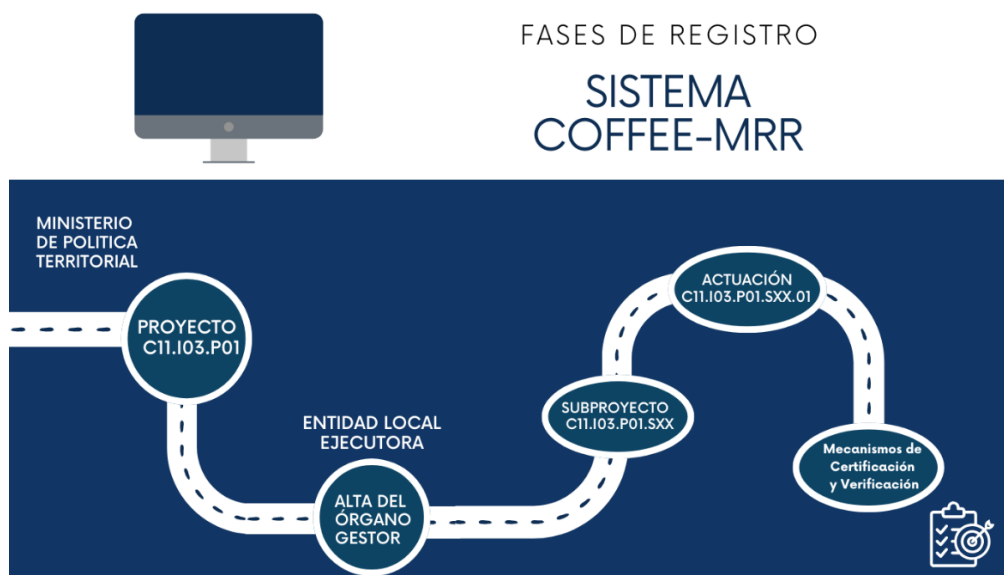 FASES DE REGISTRO
SISTEMA
COFFEE-MRR
MINISTERIO
DE POLITICA
TERRITORIAL
PROYECTO
C11.I03.P01
ENTIDAD LOCAL
EJECUTORA
ALTA DEL
ÓRGANO
GESTOR
SUBPROYECTO
C11.I03.P01.SXX
ACTUACIÓN
C11.I03.P01.SXX.01
Mecanismos de
Certificación
y Verificación